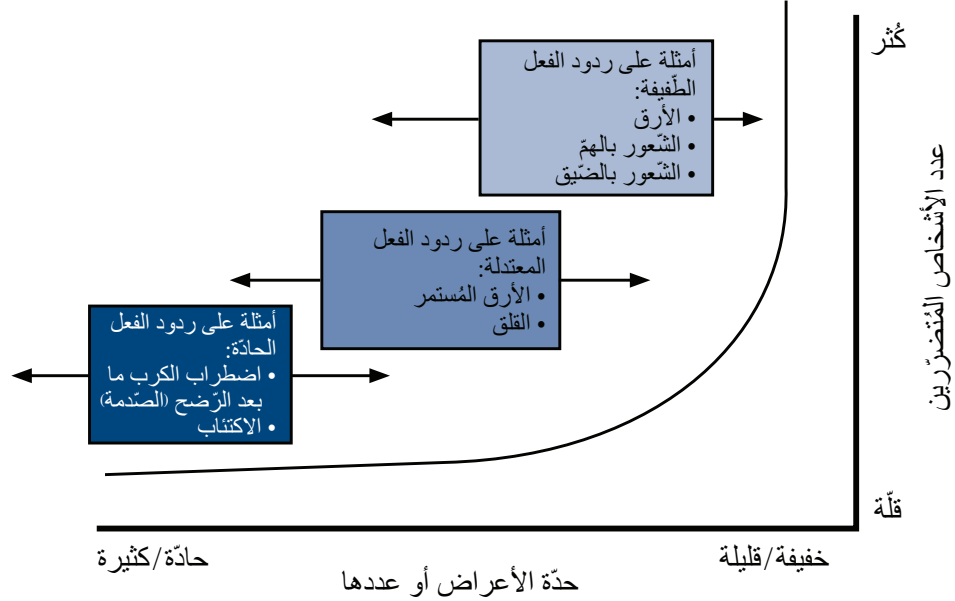 كُثر
عدد الأشخاص المُتضرّرين
قلّة
أمثلة على ردود الفعل
الطّفيفة:
• الأرق
• الشّعور بالهمّ
• الشّعور بالضّيق
أمثلة على ردود الفعل
المعتدلة:
• الأرق المُستمر
• القلق
أمثلة على ردود الفعل
الحادّة:
• اضطراب الكرب ما
بعد الرّضح (الصّدمة)
• الاكتئاب
خفيفة/قليلة
حادّة/كثيرة
حدّة الأعراض أو عددها